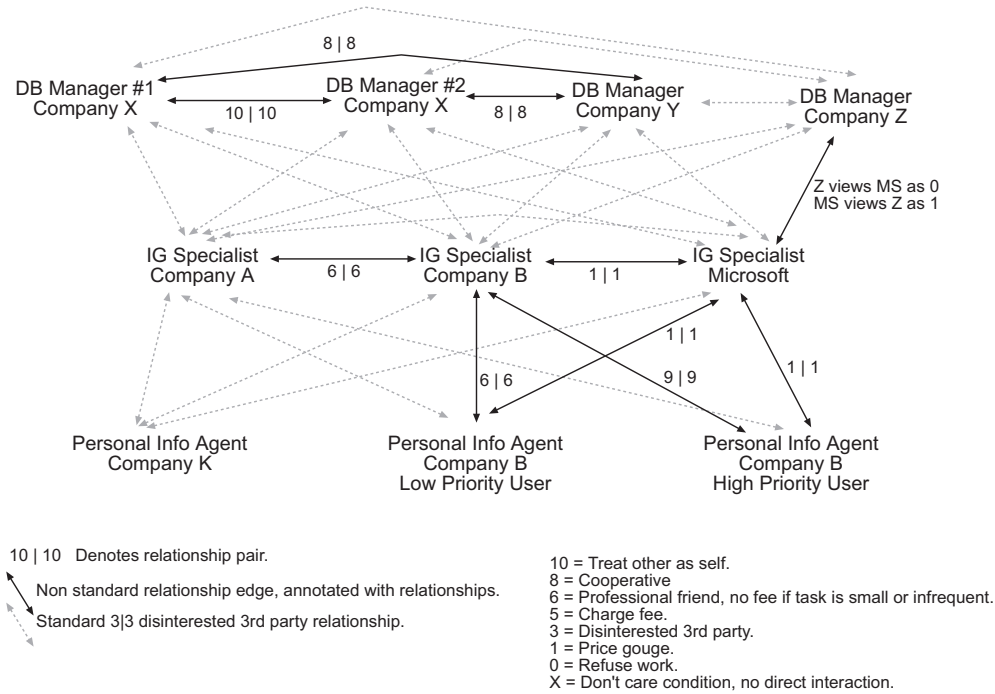 8 | 8
DB Manager #1
Company X
10 | 10
DB Manager #2
Company X
8 | 8
DB Manager
Company Y
DB Manager
Company Z
Z views MS as 0
MS views Z as 1
IG Specialist
Company A
6 | 6
IG Specialist
Company B
1 | 1
IG Specialist
Microsoft
1 | 1
6 | 6
9 | 9
1 | 1
Personal Info Agent
Company K
Personal Info Agent
Company B
Low Priority User
Personal Info Agent
Company B
High Priority User
10 | 10 Denotes relationship pair.
Non standard relationship edge, annotated with relationships.
Standard 3|3 disinterested 3rd party relationship.
10 = Treat other as self.
8 = Cooperative
6 = Professional friend, no fee if task is small or infrequent.
5 = Charge fee.
3 = Disinterested 3rd party.
1 = Price gouge.
0 = Refuse work.
X = Don't care condition, no direct interaction.